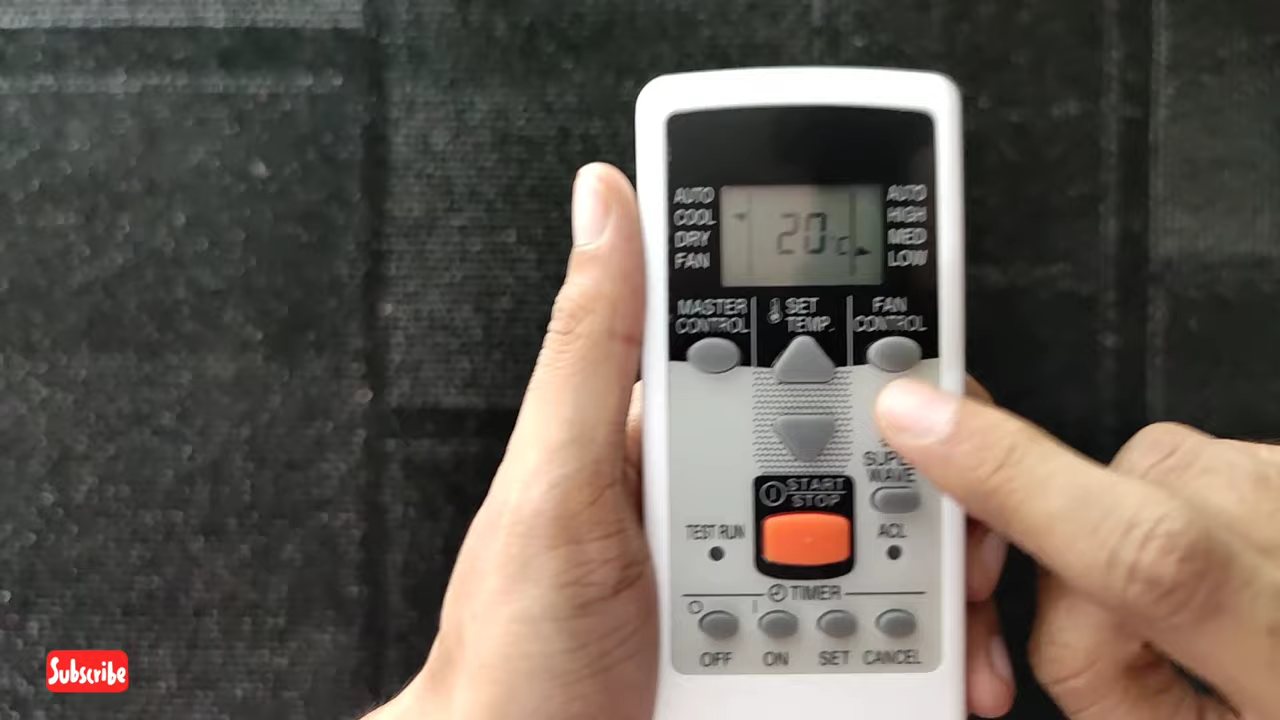 AUTO
COOL
DRY
FAN
20°C
AUTO
HIGH
MED
LOW
MASTER
CONTROL
SET
TEMP.
FAN
CONTROL
WAVE
START
STOP
TEST RUN
ACL
TIMER
OFF
ON
SET
CANCEL
Subscribe